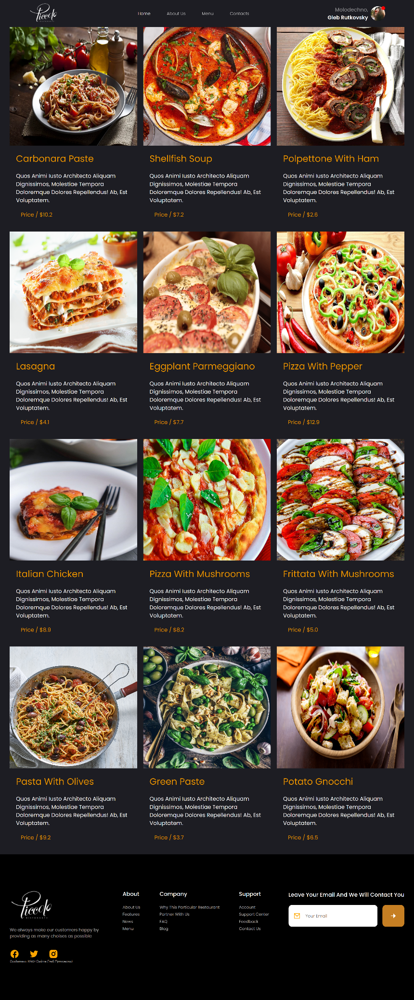 Piccolo
RISTORANTE
Home
About Us
Menu
Contacts
Molodechno,
Gleb Rutkovsky
Carbonara Paste
Quos Animi Iusto Architecto Aliquam
Dignissimos, Molestiae Tempora
Doloremque Dolores Repellendus! Ab, Est
Voluptatem.
Price / $10.2
Shellfish Soup
Quos Animi Iusto Architecto Aliquam
Dignissimos, Molestiae Tempora
Doloremque Dolores Repellendus! Ab, Est
Voluptatem.
Price / $7.2
Polpettone With Ham
Quos Animi Iusto Architecto Aliquam
Dignissimos, Molestiae Tempora
Doloremque Dolores Repellendus! Ab, Est
Voluptatem.
Price / $2.6
Lasagna
Quos Animi Iusto Architecto Aliquam
Dignissimos, Molestiae Tempora
Doloremque Dolores Repellendus! Ab, Est
Voluptatem.
Price / $4.1
Eggplant Parmeggiano
Quos Animi Iusto Architecto Aliquam
Dignissimos, Molestiae Tempora
Doloremque Dolores Repellendus! Ab, Est
Voluptatem.
Price / $7.7
Pizza With Pepper
Quos Animi Iusto Architecto Aliquam
Dignissimos, Molestiae Tempora
Doloremque Dolores Repellendus! Ab, Est
Voluptatem.
Price / $12.9
Italian Chicken
Quos Animi Iusto Architecto Aliquam
Dignissimos, Molestiae Tempora
Doloremque Dolores Repellendus! Ab, Est
Voluptatem.
Price / $8.9
Pizza With Mushrooms
Quos Animi Iusto Architecto Aliquam
Dignissimos, Molestiae Tempora
Doloremque Dolores Repellendus! Ab, Est
Voluptatem.
Price / $8.2
Frittata With Mushrooms
Quos Animi Iusto Architecto Aliquam
Dignissimos, Molestiae Tempora
Doloremque Dolores Repellendus! Ab, Est
Voluptatem.
Price / $5.0
Pasta With Olives
Quos Animi Iusto Architecto Aliquam
Dignissimos, Molestiae Tempora
Doloremque Dolores Repellendus! Ab, Est
Voluptatem.
Price / $9.2
Green Paste
Quos Animi Iusto Architecto Aliquam
Dignissimos, Molestiae Tempora
Doloremque Dolores Repellendus! Ab, Est
Voluptatem.
Price / $3.7
Potato Gnocchi
Quos Animi Iusto Architecto Aliquam
Dignissimos, Molestiae Tempora
Doloremque Dolores Repellendus! Ab, Est
Voluptatem.
Price / $6.5
Piccolo
RISTORANTE
We always make our customers happy by
providing as many choises as possible
Создатель Web-Сайта Глеб Рутковский
About
About Us
Features
News
Menu
Company
Why This Particular Restaurant
Partner With Us
FAQ
Blog
Support
Account
Support Center
Feedback
Contact Us
Leave Your Email And We Will Contact You
Your Email